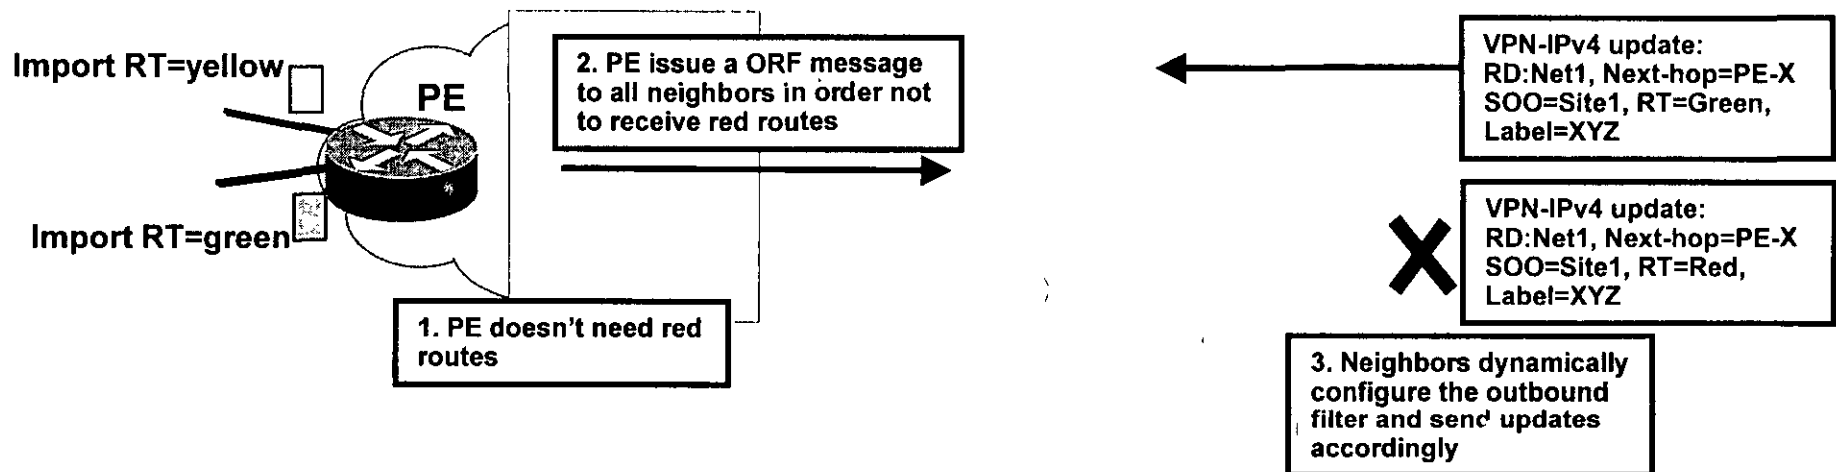 Import RT=yellow
PE
Import RT=green
1. PE doesn't need red
routes
2. PE issue a ORF message
to all neighbors in order not
to receive red routes
VPN-IPv4 update:
RD:Net1, Next-hop=PE-X
SOO=Site1, RT=Green,
Label=XYZ
VPN-IPv4 update:
RD:Net1, Next-hop=PE-X
SOO=Site1, RT=Red,
Label=XYZ
3. Neighbors dynamically
configure the outbound
filter and send updates
accordingly